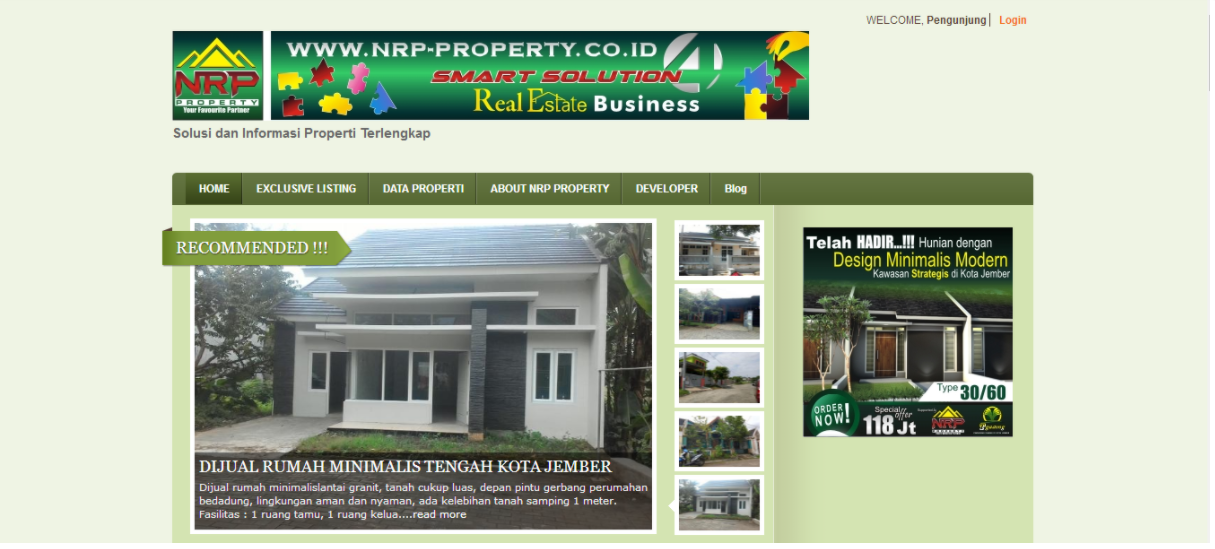 WELCOME, Pengunjung | Login
NRP
PROPERTY
Your Favourite Partner
WWW.NRP-PROPERTY.CO.ID
SMART SOLUTION 4
Real Estate Business
Solusi dan Informasi Properti Terlengkap
HOME EXCLUSIVE LISTING DATA PROPERTI ABOUT NRP PROPERTY DEVELOPER Blog
RECOMMENDED !!!
DIJUAL RUMAH MINIMALIS TENGAH KOTA JEMBER
Dijual rumah minimalislantai granit, tanah cukup luas, depan pintu gerbang perumahan
bedadung, lingkungan aman dan nyaman, ada kelebihan tanah samping 1 meter.
Fasilitas : 1 ruang tamu, 1 ruang kelua....read more
Telah HADIR..!!! Hunian dengan
Design Minimalis Modern
Kawasan Strategis di Kota Jember
Type 30/60
ORDER
NOW!
Special offer
118 Jt
NRP